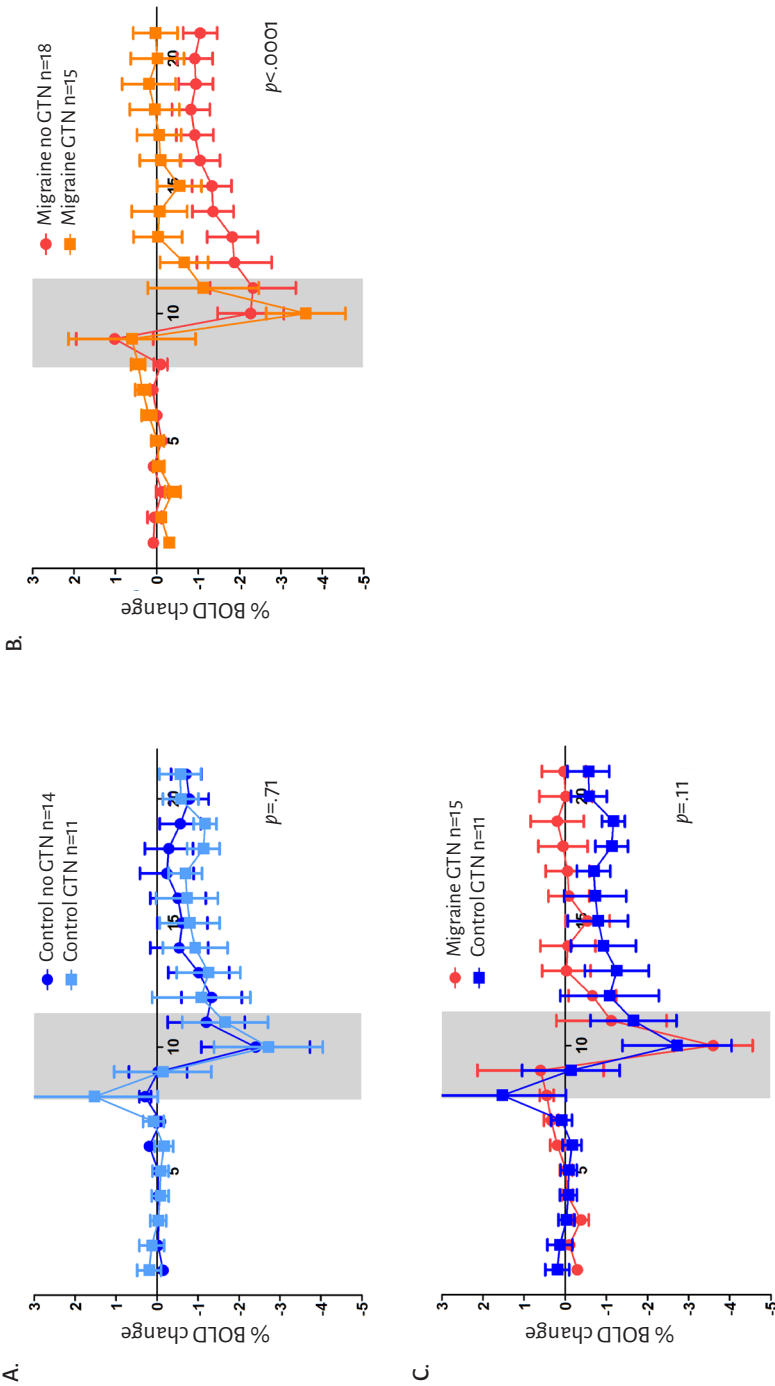 A.
3
2
1
0
-1
-2
-3
-4
-5
% BOLD change
5
10
15
20
Control no GTN n=14
Control GTN n=11
p=.71
B.
3
2
1
0
-1
-2
-3
-4
-5
% BOLD change
5
10
15
20
Migraine no GTN n=18
Migraine GTN n=15
p<.0001
C.
3
2
1
0
-1
-2
-3
-4
-5
% BOLD change
5
10
15
20
Migraine GTN n=15
Control GTN n=11
p=.11